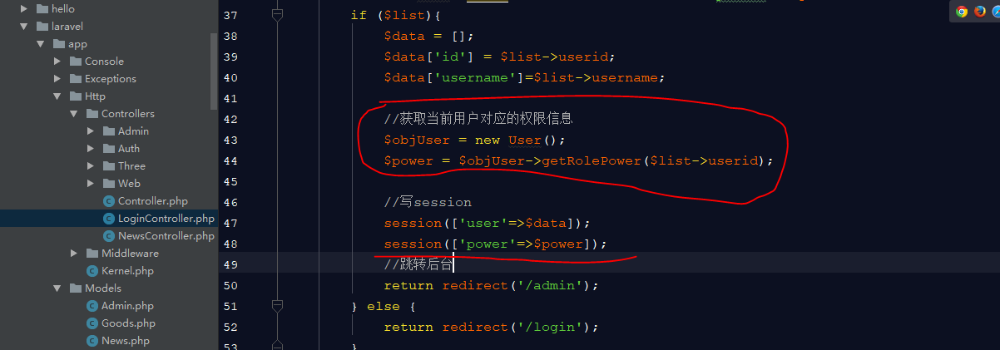 hello
laravel
app
Console
Exceptions
Http
Controllers
Admin
Auth
Three
Web
Controller.php
LoginController.php
NewsController.php
Middleware
Kernel.php
Models
Admin.php
Goods.php
News.php
37 if ($list){
38 $data = [];
39 $data['id'] = $list->userid;
40 $data['username']=$list->username;
41
42 //获取当前用户对应的权限信息
43 $objUser = new User();
44 $power = $objUser->getRolePower($list->userid);
45
46 //写session
47 session(['user'=>$data]);
48 session(['power'=>$power]);
49 //跳转后台
50 return redirect('/admin');
51 } else {
52 return redirect('/login');
53 }